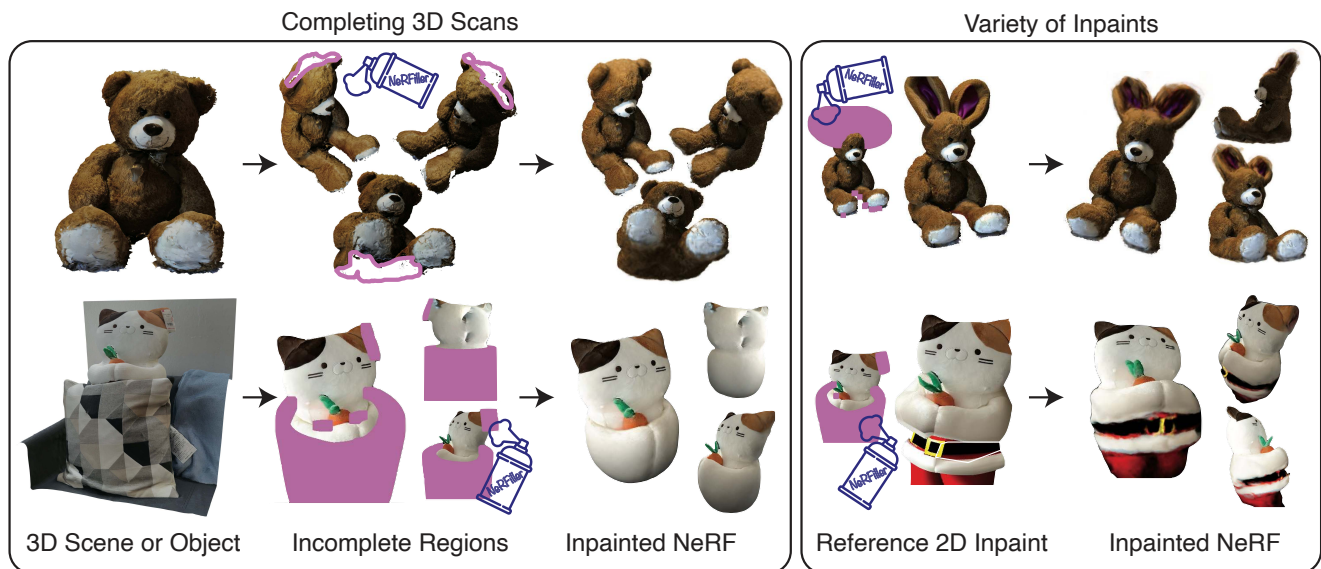 Completing 3D Scans
Variety of Inpaints
NeRFiller
NeRFiller
NeRFiller
NeRFiller
3D Scene or Object
Incomplete Regions
Inpainted NeRF
Reference 2D Inpaint
Inpainted NeRF